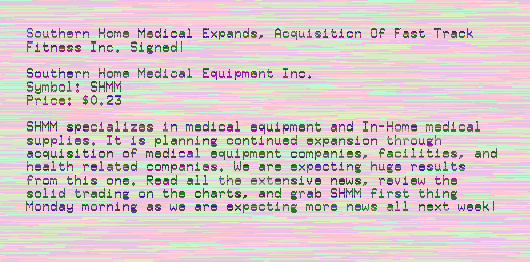 Southern Home Medical Expands, Acquisition Of Fast Track
Fitness Inc. Signed!
Southern Home Medical Equipment Inc.
Symbol: SHMM
Price: $0.23
SHMM specializes in medical equipment and In-Home medical
supplies. It is planning continued expansion through
acquisition of medical equipment companies, facilities, and
health related companies. We are expecting huge results
from this one. Read all the extensive news, review the
solid trading on the charts, and grab SHMM first thing
Monday morning as we are expecting more news all next week!